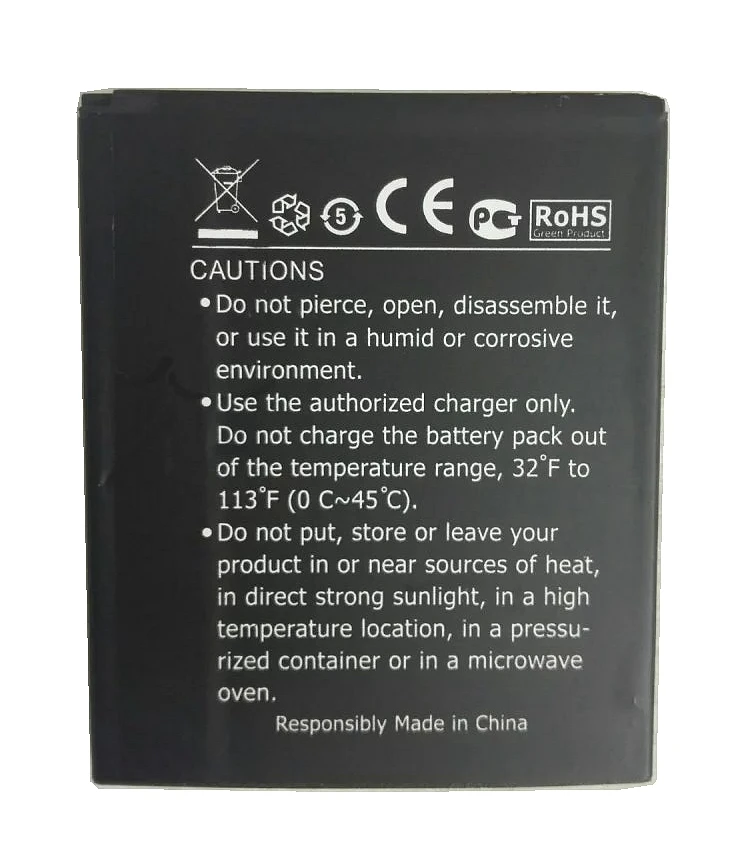 5 CE PCT RoHS
Green Product
CAUTIONS
•Do not pierce, open, disassemble it,
or use it in a humid or corrosive
environment.
•Use the authorized charger only.
Do not charge the battery pack out
of the temperature range, 32°F to
113°F (0 C~45°C).
•Do not put, store or leave your
product in or near sources of heat,
in direct strong sunlight, in a high
temperature location, in a pressu-
rized container or in a microwave
oven.
Responsibly Made in China